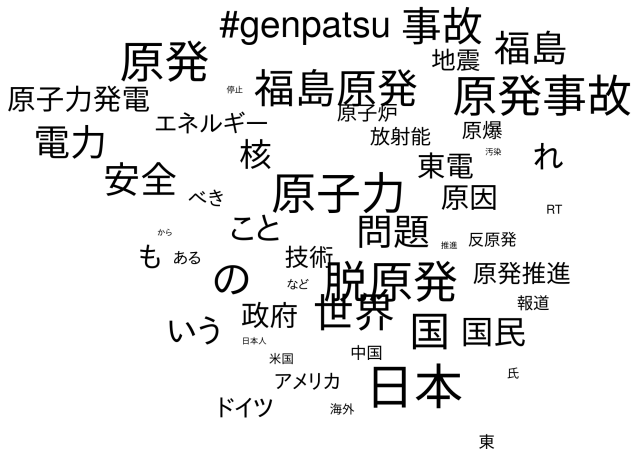 #genpatsu 事故
原発 地震 福島
原子力発電 停止 福島原発 原発事故
エネルギー 原子炉
電力 放射能 原爆
核 東電 汚染 れ
安全 べき 原子力 原因
こと RT
から 問題 推進 反原発
も ある 技術
の など 脱原発 原発推進
政府 世界 報道
いう 国 国民
日本人 米国 中国
アメリカ 日本 氏
ドイツ 海外
東